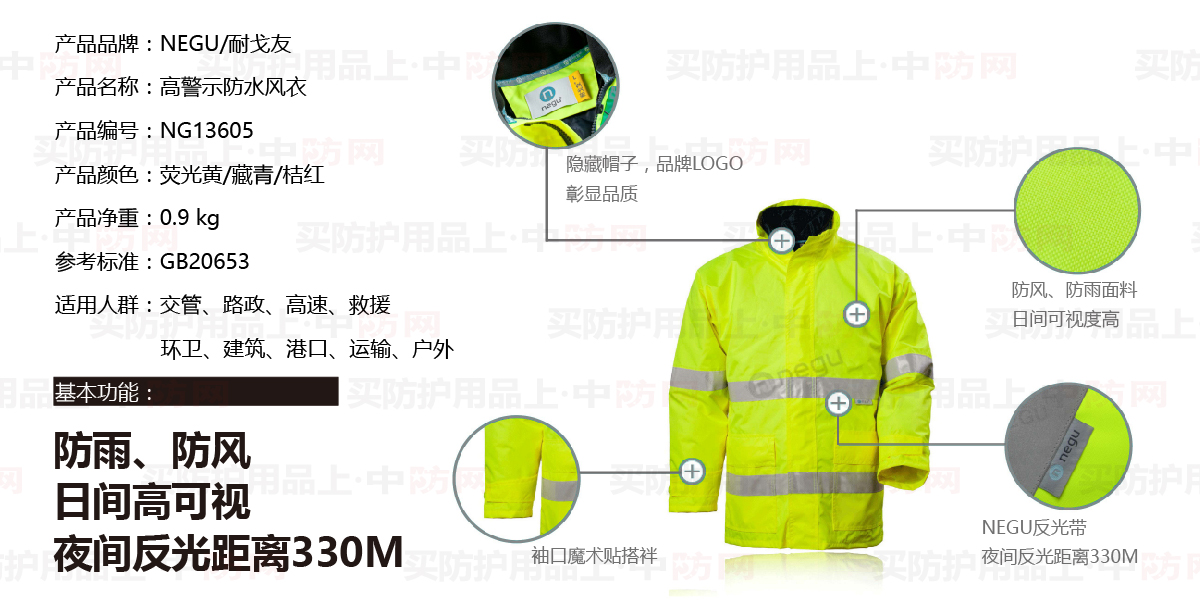 产品品牌：NEGU/耐戈友
产品名称：高警示防水风衣
产品编号：NG13605
产品颜色：荧光黄/藏青/桔红
产品净重：0.9 kg
参考标准：GB20653
适用人群：交管、路政、高速、救援
环卫、建筑、港口、运输、户外
基本功能：
防雨、防风
日间高可视
夜间反光距离330M
negu
隐藏帽子，品牌LOGO
彰显品质
防风、防雨面料
日间可视度高
negu
negu
NEGU反光带
夜间反光距离330M
袖口魔术贴搭袢
买防护用品上·中防网